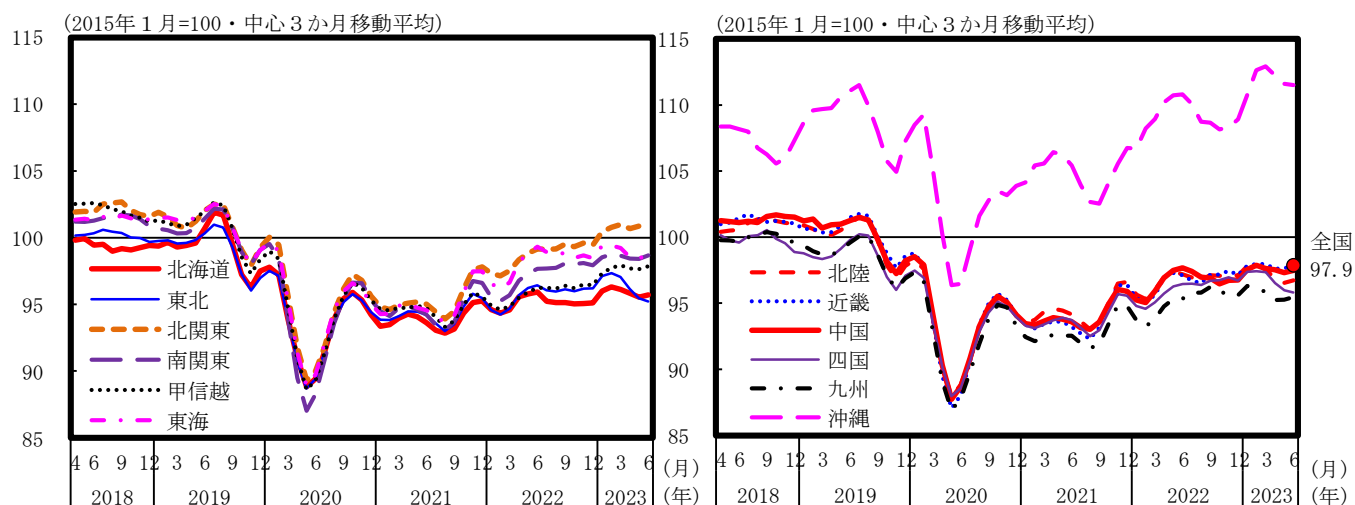 (2015年１月=100・中心３か月移動平均)
115
110
105
100
95
90
85
北海道
東北
北関東
南関東
甲信越
東海
4 6 9 12 3 6 9 12 3 6 9 12 3 6 9 12 3 6 9 12 3 6 (月)
2018 2019 2020 2021 2022 2023 (年)
(2015年１月=100・中心３か月移動平均)
115
110
105
100
95
90
85
北陸
近畿
中国
四国
九州
沖縄
全国
97.9
4 6 9 12 3 6 9 12 3 6 9 12 3 6 9 12 3 6 9 12 3 6 (月)
2018 2019 2020 2021 2022 2023 (年)